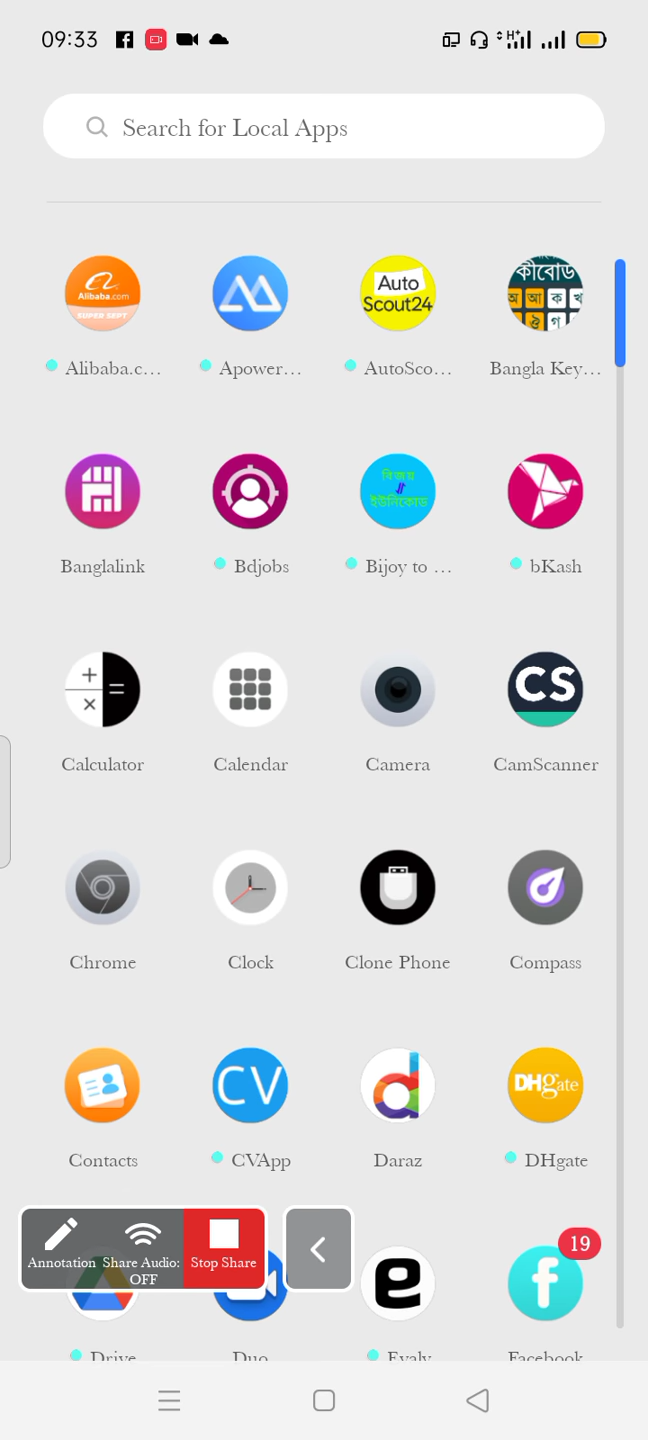 09:33
H+
Search for Local Apps
Alibaba.com
SUPER SEPT
Auto
Scout24
কীবোর্ড
অ আ ক খ
Alibaba.c...
Apower...
AutoSco...
Bangla Key...
বিজয়
//
ইউনিকোড
Banglalink
Bdjobs
Bijoy to ...
bKash
CS
Calculator
Calendar
Camera
CamScanner
Chrome
Clock
Clone Phone
Compass
CV
d
DHgate
Contacts
CVApp
Daraz
DHgate
Annotation
Share Audio:
OFF
Stop Share
e
f
19
Drive
Duo
Evaly
Facebook